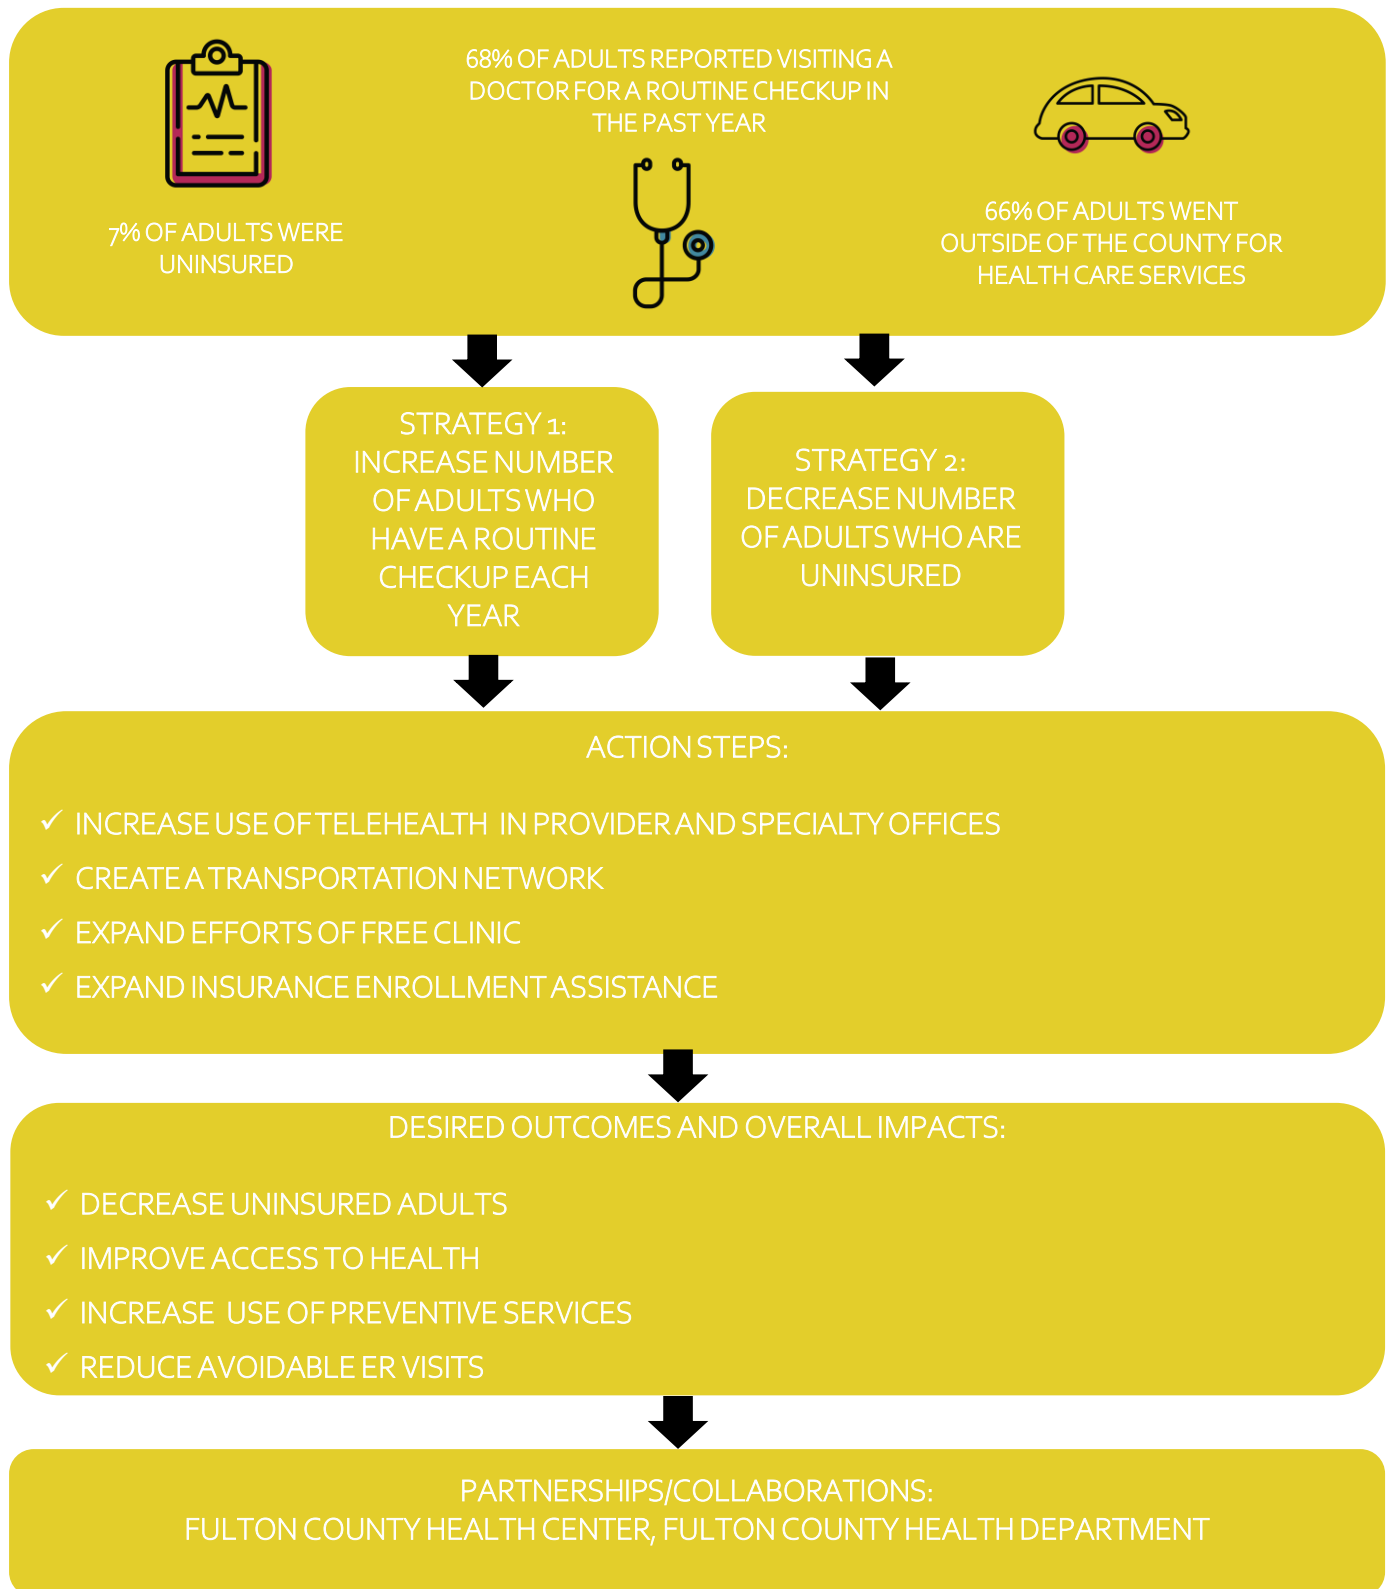 68% OF ADULTS REPORTED VISITING A
DOCTOR FOR A ROUTINE CHECKUP IN
THE PAST YEAR
7% OF ADULTS WERE
UNINSURED
66% OF ADULTS WENT
OUTSIDE OF THE COUNTY FOR
HEALTH CARE SERVICES
STRATEGY 1:
INCREASE NUMBER
OF ADULTS WHO
HAVE A ROUTINE
CHECKUP EACH
YEAR
STRATEGY 2:
DECREASE NUMBER
OF ADULTS WHO ARE
UNINSURED
ACTION STEPS:
✓ INCREASE USE OF TELEHEALTH IN PROVIDER AND SPECIALTY OFFICES
✓ CREATE A TRANSPORTATION NETWORK
✓ EXPAND EFFORTS OF FREE CLINIC
✓ EXPAND INSURANCE ENROLLMENT ASSISTANCE
DESIRED OUTCOMES AND OVERALL IMPACTS:
✓ DECREASE UNINSURED ADULTS
✓ IMPROVE ACCESS TO HEALTH
✓ INCREASE USE OF PREVENTIVE SERVICES
✓ REDUCE AVOIDABLE ER VISITS
PARTNERSHIPS/COLLABORATIONS:
FULTON COUNTY HEALTH CENTER, FULTON COUNTY HEALTH DEPARTMENT